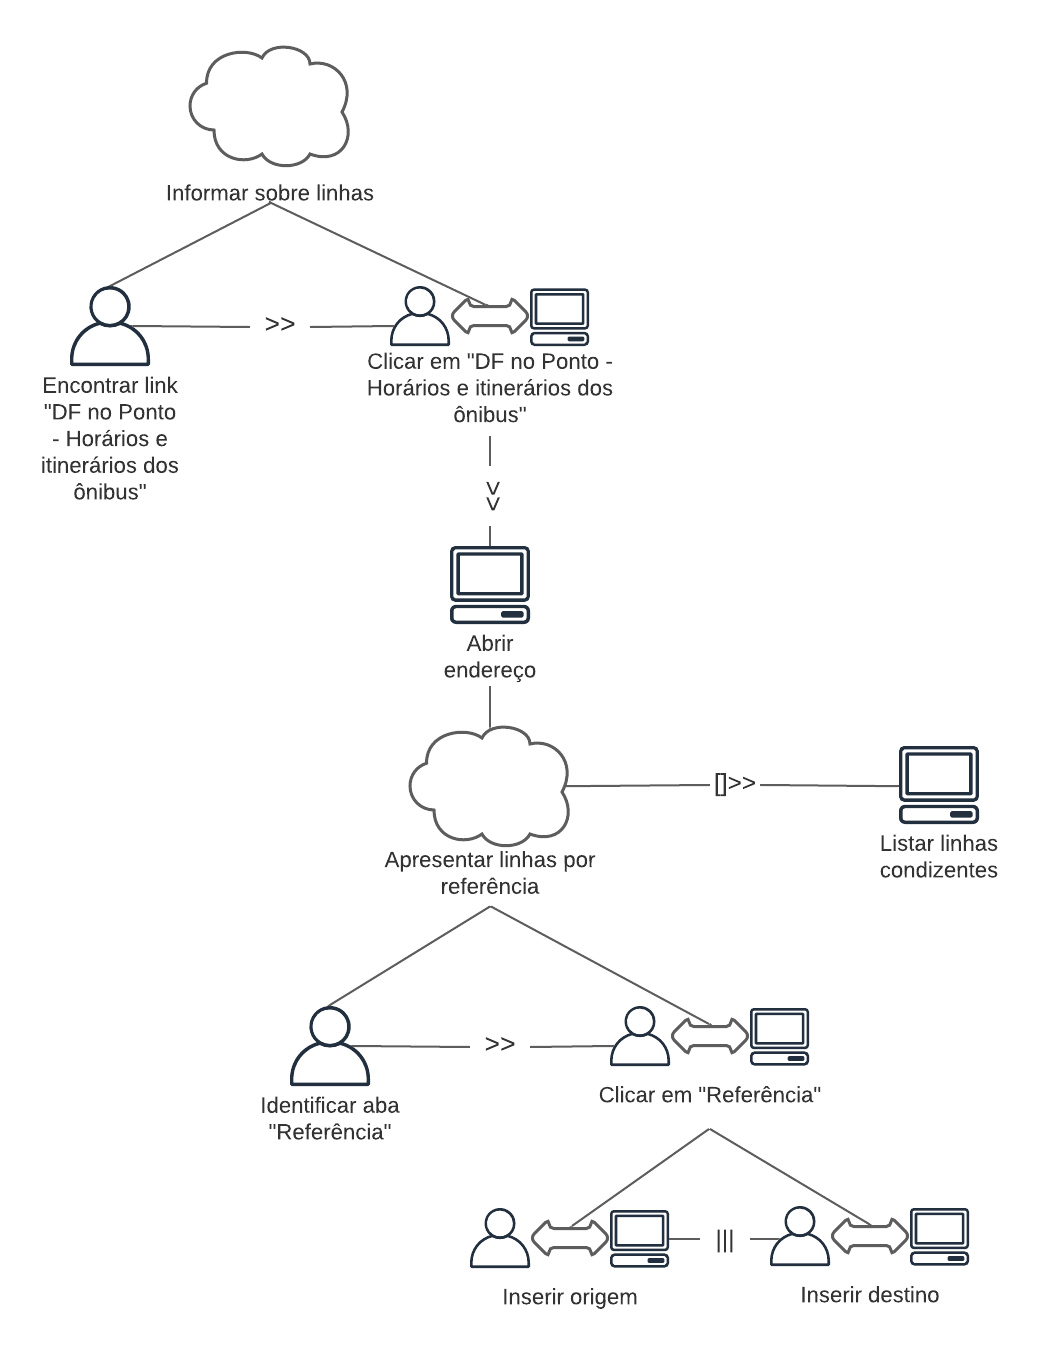 Informar sobre linhas
>>
Encontrar link
"DF no Ponto
- Horários e
itinerários dos
ônibus"
Clicar em "DF no Ponto -
Horários e itinerários dos
ônibus"
>>
Abrir
endereço
[]>>
Apresentar linhas por
referência
Listar linhas
condizentes
>>
Identificar aba
"Referência"
Clicar em "Referência"
|||
Inserir origem
Inserir destino